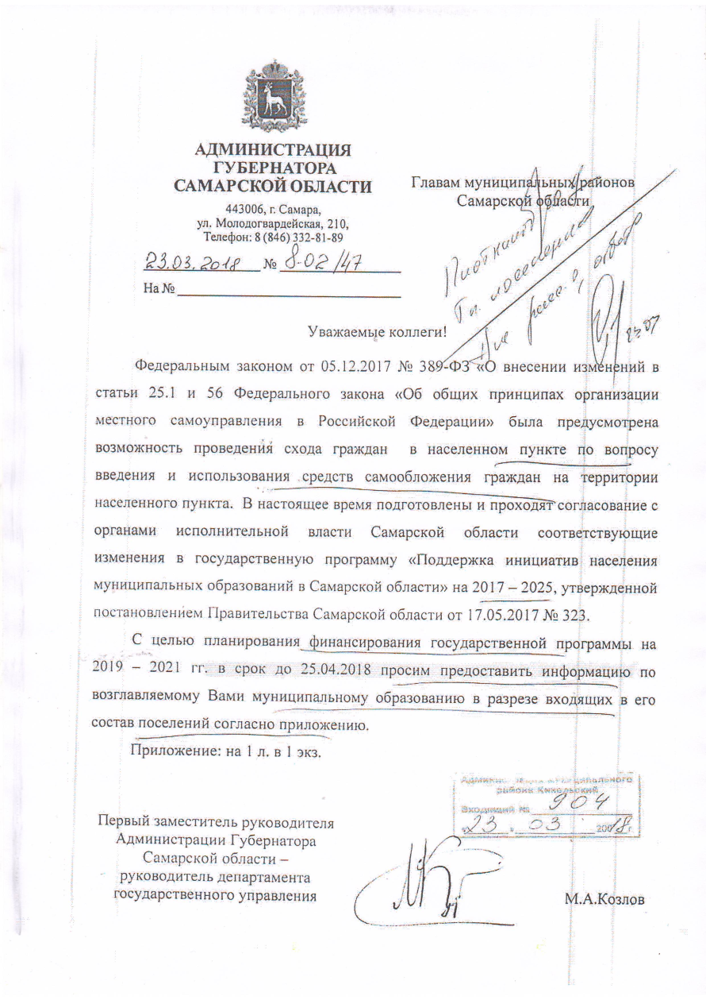 АДМИНИСТРАЦИЯ
ГУБЕРНАТОРА
САМАРСКОЙ ОБЛАСТИ
443006, г. Самара,
ул. Молодогвардейская, 210,
Телефон: 8 (846) 332-81-89
23.03.2018 № 8-02/47
На №
Главам муниципальных районов
Самарской области
Гл. поселения
Для
23.03
Уважаемые коллеги!
Федеральным законом от 05.12.2017 № 389-ФЗ «О внесении изменений в
статьи 25.1 и 56 Федерального закона «Об общих принципах организации
местного самоуправления в Российской Федерации» была предусмотрена
возможность проведения схода граждан в населенном пункте по вопросу
введения и использования средств самообложения граждан на территории
населенного пункта. В настоящее время подготовлены и проходят согласование с
органами исполнительной власти Самарской области соответствующие
изменения в государственную программу «Поддержка инициатив населения
муниципальных образований в Самарской области» на 2017 – 2025, утвержденной
постановлением Правительства Самарской области от 17.05.2017 № 323.
С целью планирования финансирования государственной программы на
2019 – 2021 гг. в срок до 25.04.2018 просим предоставить информацию по
возглавляемому Вами муниципальному образованию в разрезе входящих в его
состав поселений согласно приложению.
Приложение: на 1 л. в 1 экз.
района
Входящий № 904
«23» 03 2018 г.
Первый заместитель руководителя
Администрации Губернатора
Самарской области –
руководитель департамента
государственного управления
М.А.Козлов